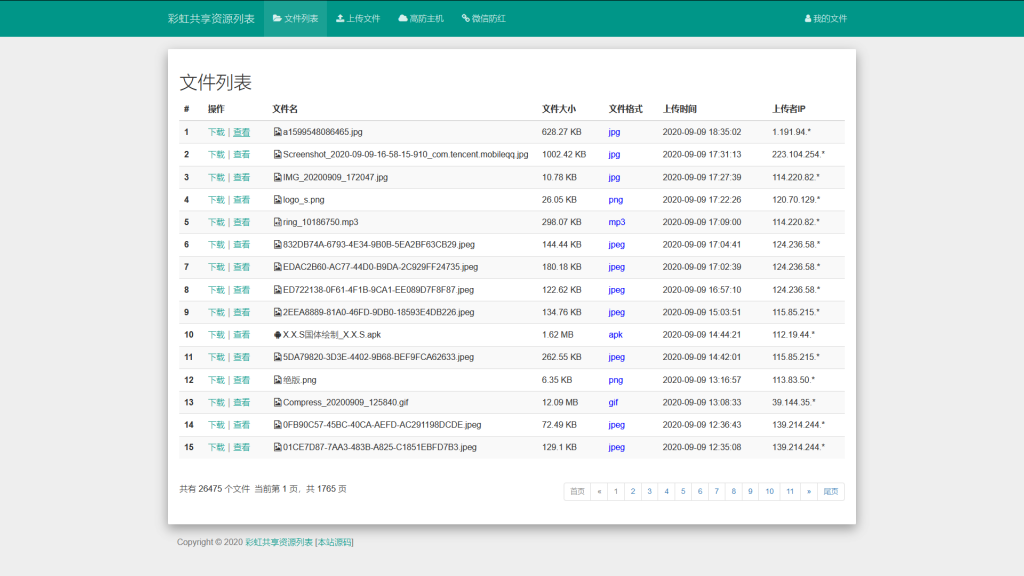 彩虹共享资源列表 文件列表 上传文件 高防主机 微信防红 我的文件
文件列表
# 操作 文件名 文件大小 文件格式 上传时间 上传者IP
1 下载 | 查看 a1599548086465.jpg 628.27 KB jpg 2020-09-09 18:35:02 1.191.94.*
2 下载 | 查看 Screenshot_2020-09-09-16-58-15-910_com.tencent.mobileqq.jpg 1002.42 KB jpg 2020-09-09 17:31:13 223.104.254.*
3 下载 | 查看 IMG_20200909_172047.jpg 10.78 KB jpg 2020-09-09 17:27:39 114.220.82.*
4 下载 | 查看 logo_s.png 26.05 KB png 2020-09-09 17:22:26 120.70.129.*
5 下载 | 查看 ring_10186750.mp3 298.07 KB mp3 2020-09-09 17:09:00 114.220.82.*
6 下载 | 查看 832DB74A-6793-4E34-9B0B-5EA2BF63CB29.jpeg 144.44 KB jpeg 2020-09-09 17:04:41 124.236.58.*
7 下载 | 查看 EDAC2B60-AC77-44D0-B9DA-2C929FF24735.jpeg 180.18 KB jpeg 2020-09-09 17:02:39 124.236.58.*
8 下载 | 查看 ED722138-0F61-4F1B-9CA1-EE089D7F8F87.jpeg 122.62 KB jpeg 2020-09-09 16:57:10 124.236.58.*
9 下载 | 查看 2EEA8889-81A0-46FD-9DB0-18593E4DB226.jpeg 134.76 KB jpeg 2020-09-09 15:03:51 115.85.215.*
10 下载 | 查看 X.X.S国体绘制_X.X.S.apk 1.62 MB apk 2020-09-09 14:44:21 112.19.44.*
11 下载 | 查看 5DA79820-3D3E-4402-9B68-BEF9FCA62633.jpeg 262.55 KB jpeg 2020-09-09 14:42:01 115.85.215.*
12 下载 | 查看 绝版.png 6.35 KB png 2020-09-09 13:16:57 113.83.50.*
13 下载 | 查看 Compress_20200909_125840.gif 12.09 MB gif 2020-09-09 13:08:33 39.144.35.*
14 下载 | 查看 0FB90C57-45BC-40CA-AEFD-AC291198DCDE.jpeg 72.49 KB jpeg 2020-09-09 12:36:43 139.214.244.*
15 下载 | 查看 01CE7D87-7AA3-483B-A825-C1851EBFD7B3.jpeg 129.1 KB jpeg 2020-09-09 12:35:08 139.214.244.*
共有 26475 个文件 当前第 1 页，共 1765 页 首页 « 1 2 3 4 5 6 7 8 9 10 11 » 尾页
Copyright © 2020 彩虹共享资源列表 [本站源码]